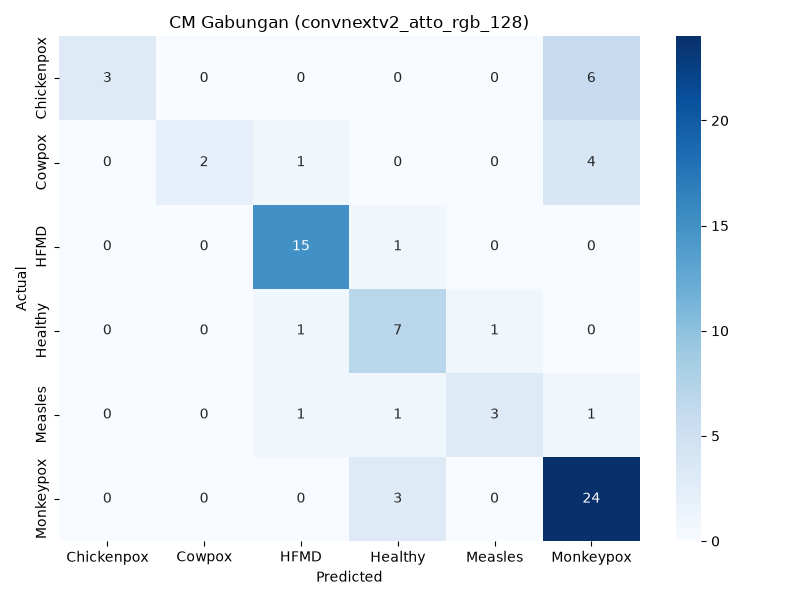 CM Gabungan (convnextv2_atto_rgb_128)
Actual
Chickenpox 3 0 0 0 0 6
Cowpox 0 2 1 0 0 4
HFMD 0 0 15 1 0 0
Healthy 0 0 1 7 1 0
Measles 0 0 1 1 3 1
Monkeypox 0 0 0 3 0 24
Chickenpox Cowpox HFMD Healthy Measles Monkeypox
Predicted
20
15
10
5
0